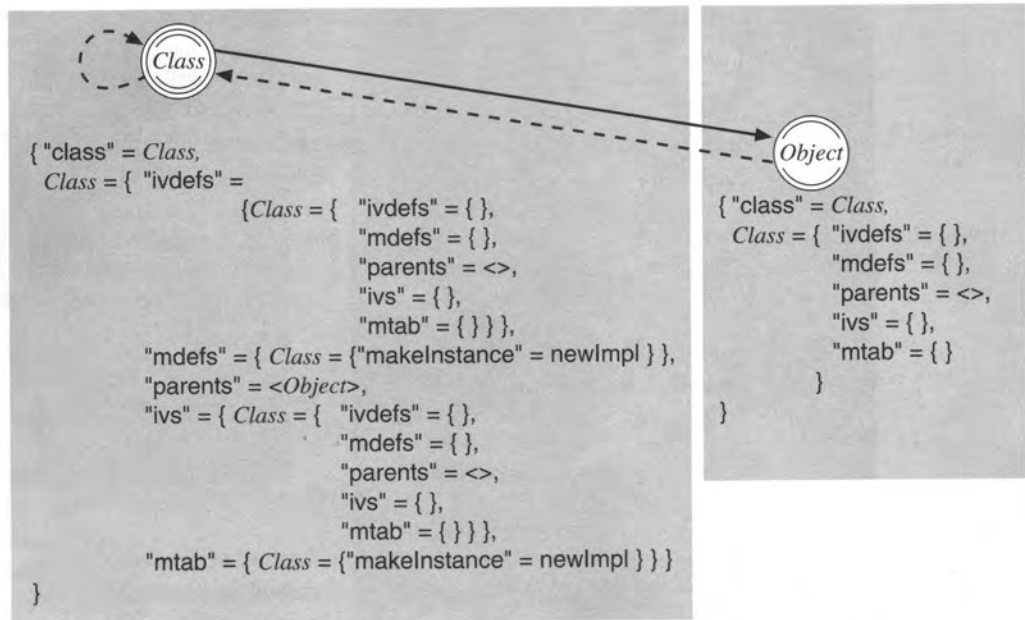 Class
{ "class" = Class,
Class = { "ivdefs" =
{Class = { "ivdefs" = { },
"mdefs" = { },
"parents" = <>,
"ivs" = { },
"mtab" = { } } },
"mdefs" = { Class = {"makeInstance" = newImpl } },
"parents" = <Object>,
"ivs" = { Class = { "ivdefs" = { },
"mdefs" = { },
"parents" = <>,
"ivs" = { },
"mtab" = { } } },
"mtab" = { Class = {"makeInstance" = newImpl } } }
}
Object
{ "class" = Class,
Class = { "ivdefs" = { },
"mdefs" = { },
"parents" = <>,
"ivs" = { },
"mtab" = { }
}
}